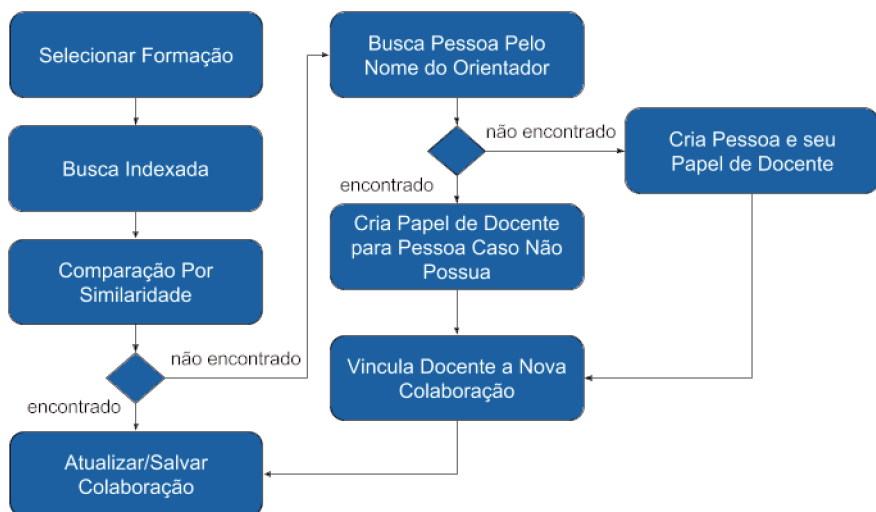 Selecionar Formação
Busca Indexada
Comparação Por
Similaridade
não encontrado
encontrado
Atualizar/Salvar
Colaboração
Busca Pessoa Pelo
Nome do Orientador
não encontrado
encontrado
Cria Pessoa e seu
Papel de Docente
Cria Papel de Docente
para Pessoa Caso Não
Possua
Vincula Docente a Nova
Colaboração